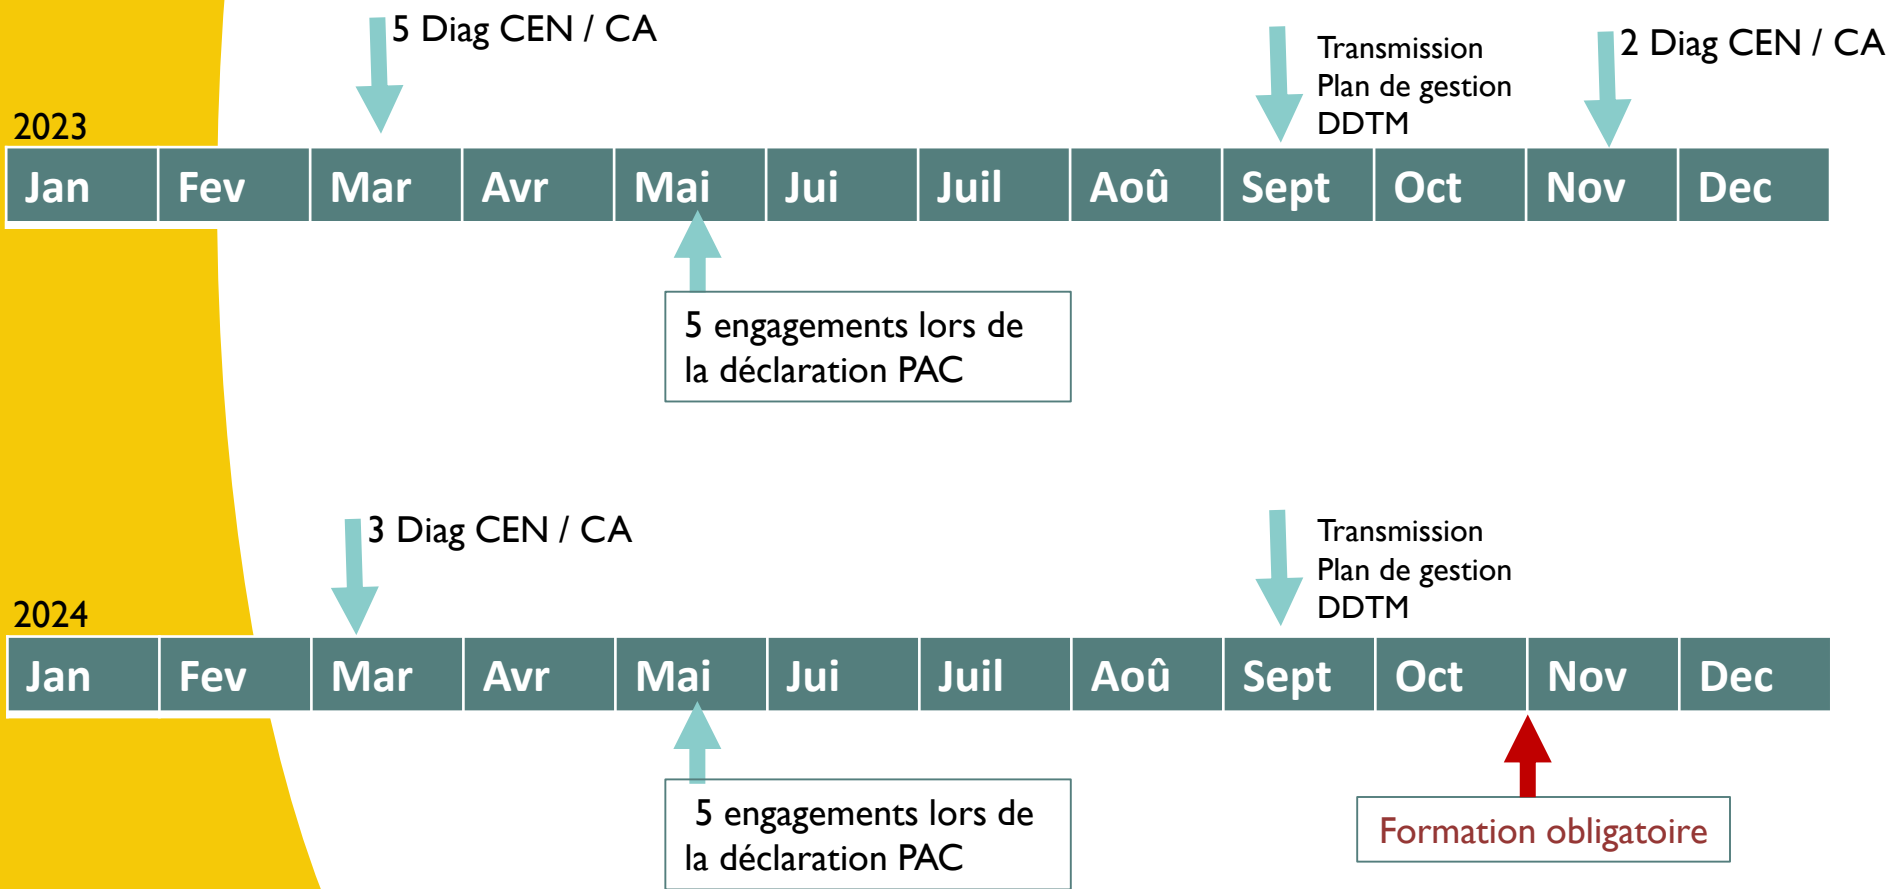 5 Diag CEN / CA
Transmission
Plan de gestion
DDTM
2 Diag CEN / CA
2023
Jan Fev Mar Avr Mai Jui Juil Aoû Sept Oct Nov Dec
5 engagements lors de
la déclaration PAC
3 Diag CEN / CA
Transmission
Plan de gestion
DDTM
2024
Jan Fev Mar Avr Mai Jui Juil Aoû Sept Oct Nov Dec
5 engagements lors de
la déclaration PAC
Formation obligatoire